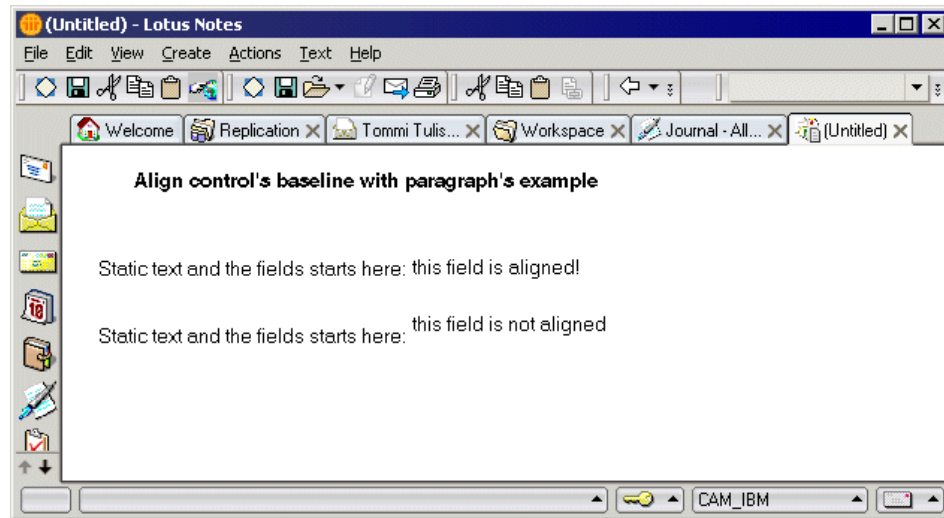 (Untitled) - Lotus Notes
File Edit View Create Actions Text Help
Welcome Replication Tommi Tulis... Workspace Journal - All... (Untitled)
Align control's baseline with paragraph's example
Static text and the fields starts here: this field is aligned!
Static text and the fields starts here: this field is not aligned
CAM_IBM